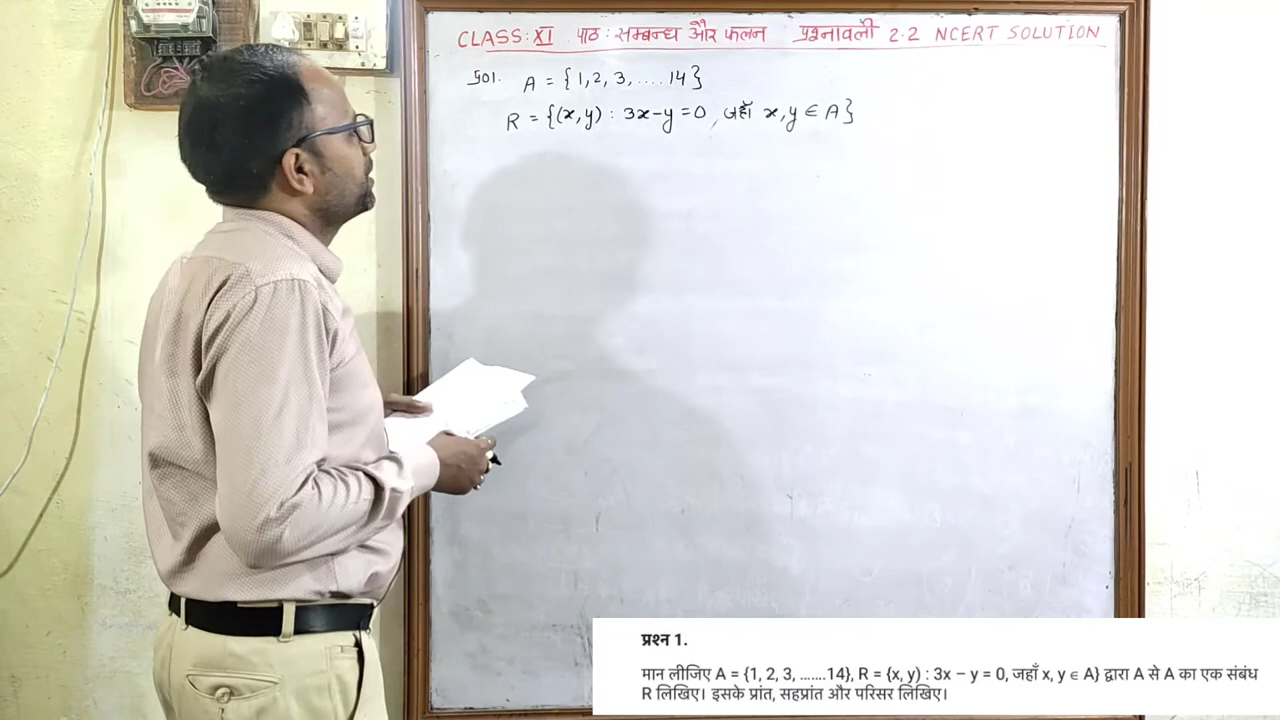 CLASS: XI पाठ: सम्बन्ध और फलन प्रश्नावली 2.2 NCERT SOLUTION
प्र01. A = {1, 2, 3, .... 14}
R = {(x, y) : 3x-y = 0, जहाँ x, y ∈ A}
प्रश्न 1.
मान लीजिए A = {1, 2, 3, …….14}, R = {x, y) : 3x – y = 0, जहाँ x, y ∈ A} द्वारा A से A का एक संबंध
R लिखिए। इसके प्रांत, सहप्रांत और परिसर लिखिए।